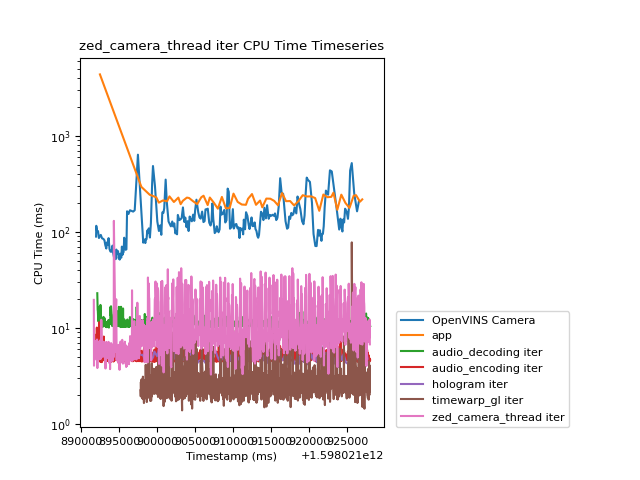 zed_camera_thread iter CPU Time Timeseries
CPU Time (ms)
10³
10²
10¹
10⁰
890000 895000 900000 905000 910000 915000 920000 925000
Timestamp (ms)
+1.598021e12
OpenVINS Camera
app
audio_decoding iter
audio_encoding iter
hologram iter
timewarp_gl iter
zed_camera_thread iter